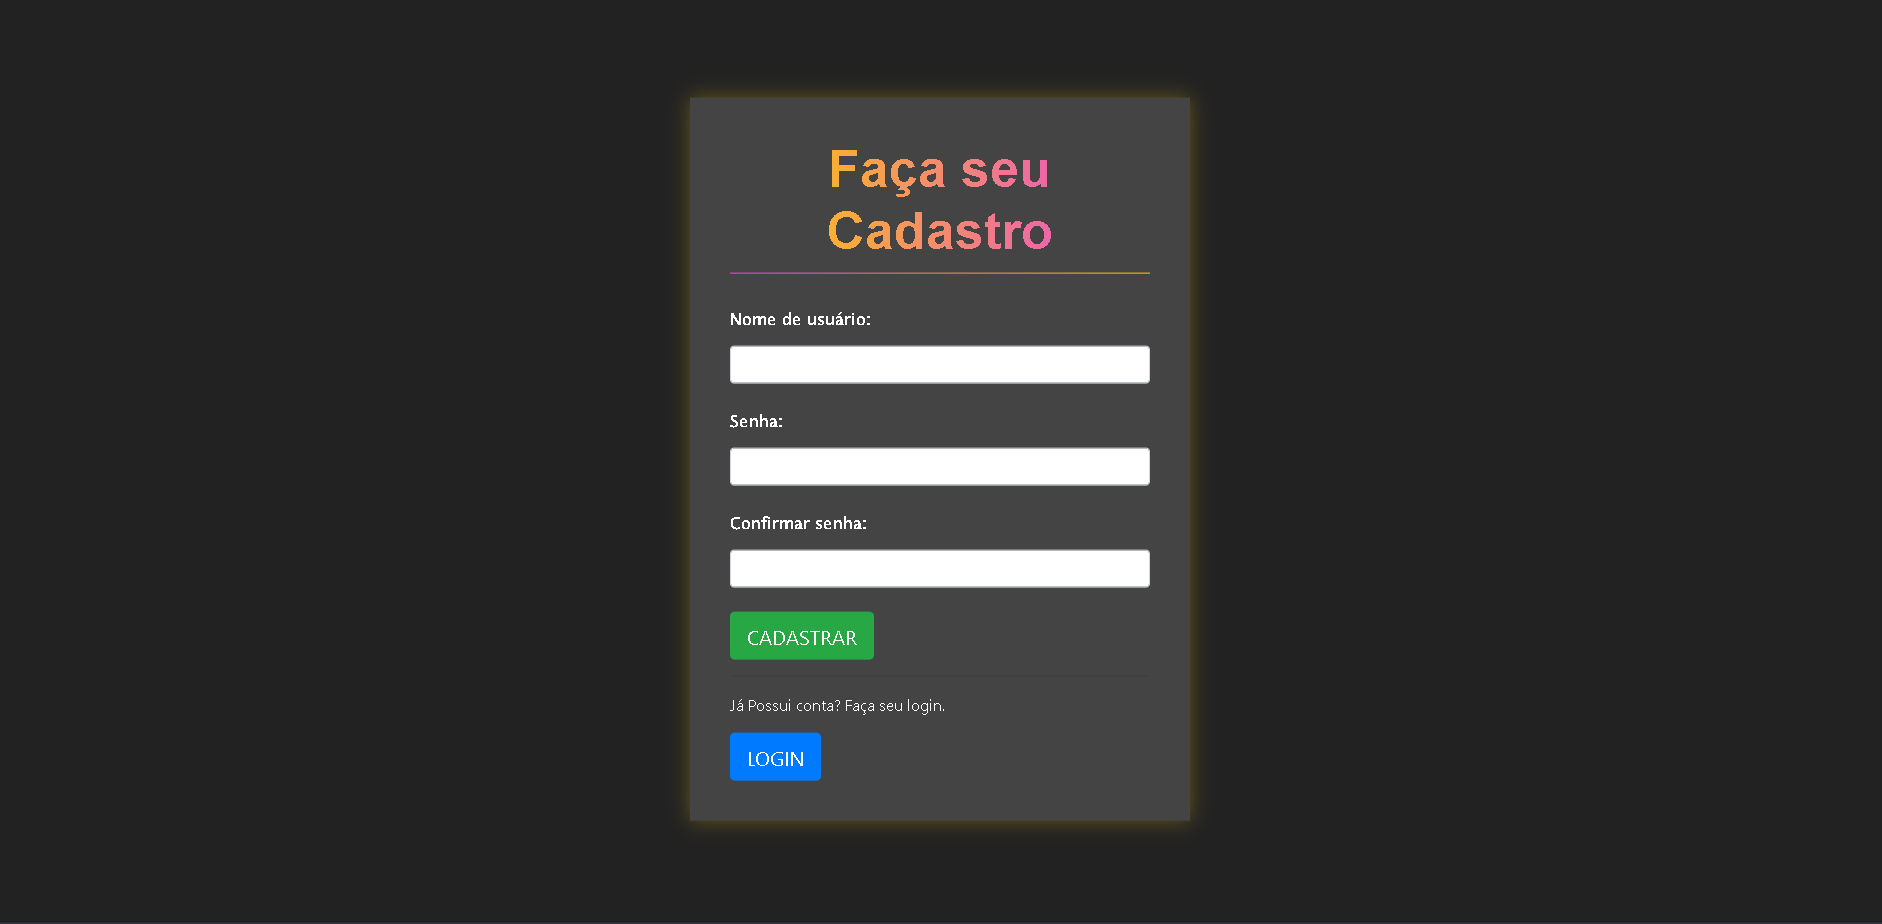 Faça seu
Cadastro
Nome de usuário:
Senha:
Confirmar senha:
CADASTRAR
Já Possui conta? Faça seu login.
LOGIN